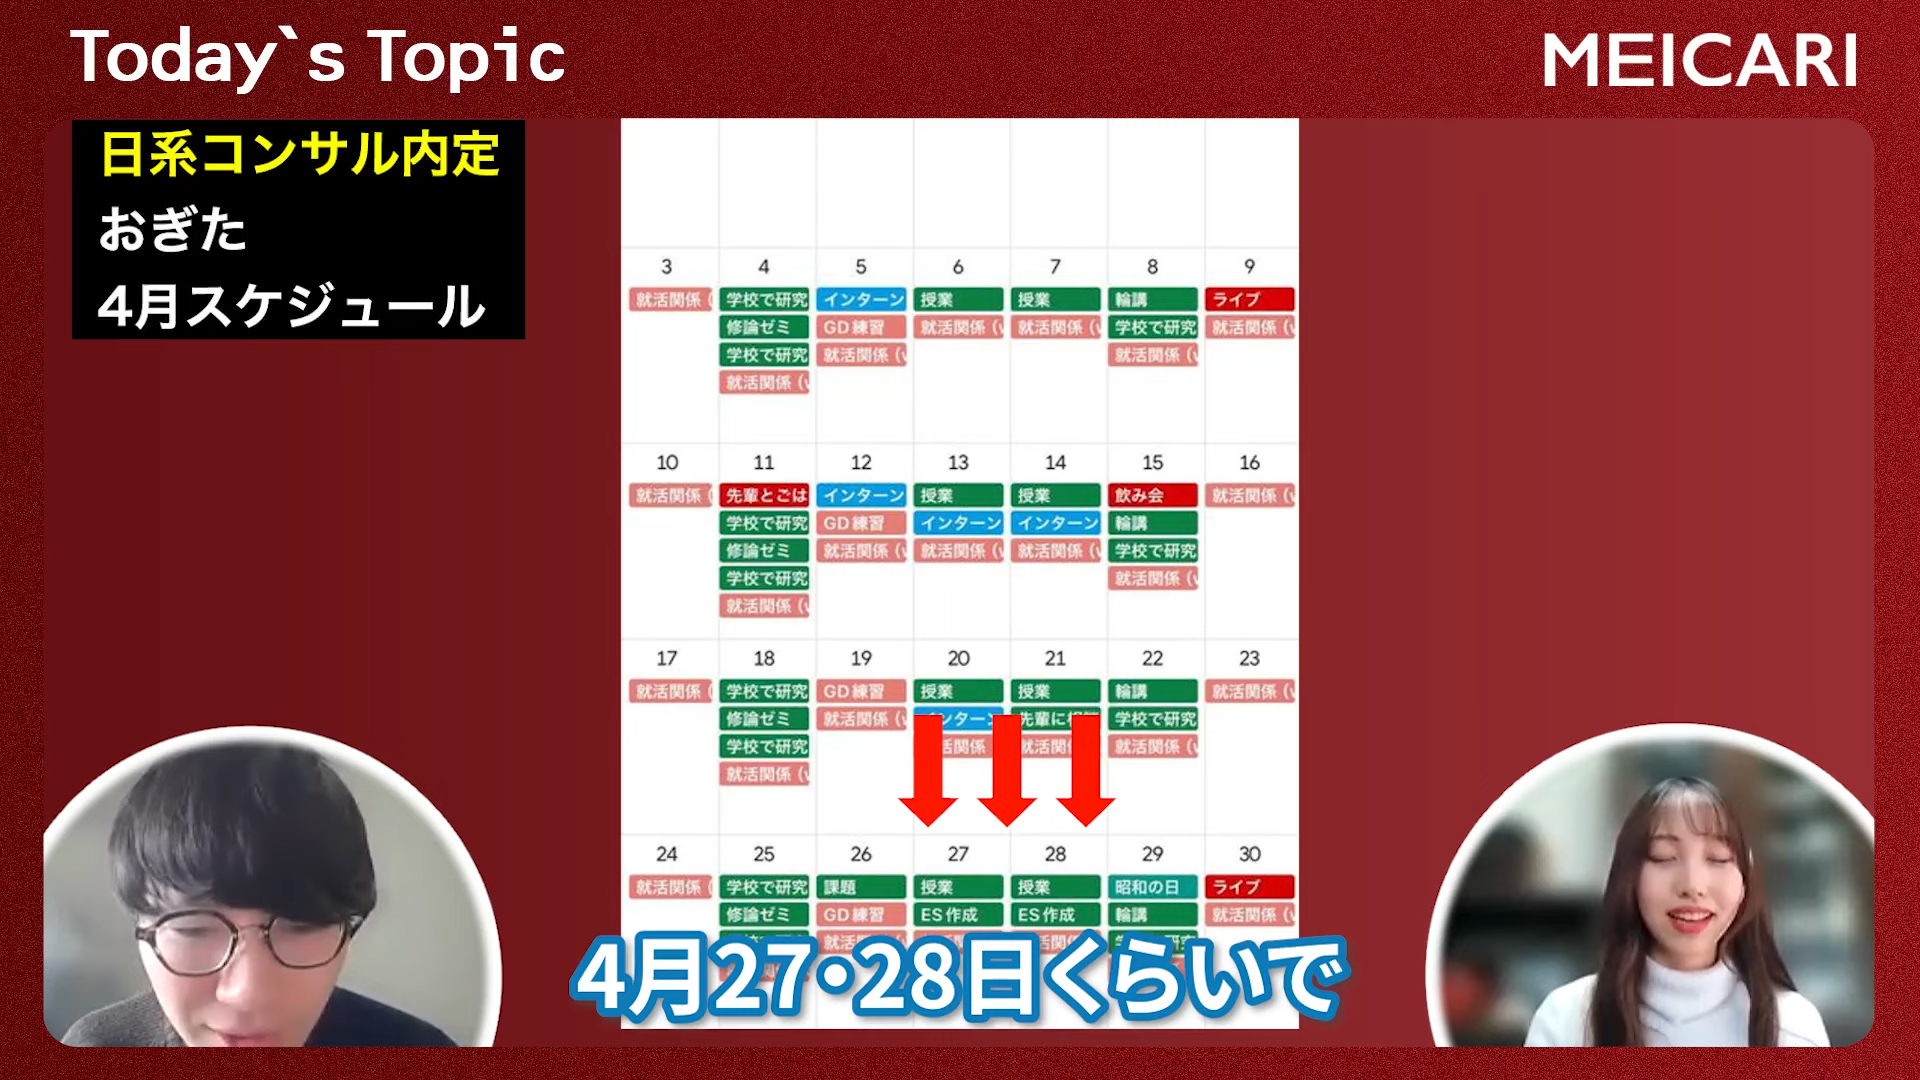 Today`s Topic
MEICARI
日系コンサル内定
おぎた
4月スケジュール
3 4 5 6 7 8 9
就活関係 ( 学校で研究 インターン 授業 授業 輪講 ライブ
修論ゼミ GD練習 就活関係 (v 就活関係 (v 学校で研究 就活関係 (v
学校で研究 就活関係 (v 就活関係 (v
就活関係 (v
10 11 12 13 14 15 16
就活関係 ( 先輩とごは インターン 授業 授業 飲み会 就活関係 (v
学校で研究 GD練習 インターン インターン 輪講
修論ゼミ 就活関係 (v 就活関係 (v 就活関係 (v 学校で研究
学校で研究 就活関係 (v
就活関係 (v
17 18 19 20 21 22 23
就活関係 ( 学校で研究 GD練習 授業 授業 輪講 就活関係 (v
修論ゼミ 就活関係 (v ンターン 先輩に 学校で研究
学校で研究 活関係 就活関 就活関係 (v
就活関係 (v
24 25 26 27 28 29 30
就活関係 ( 学校で研究 課題 授業 授業 昭和の日 ライブ
修論ゼミ GD練習 ES作成 ES作成 輪講 就活関係 (v
4月27・28日くらいで